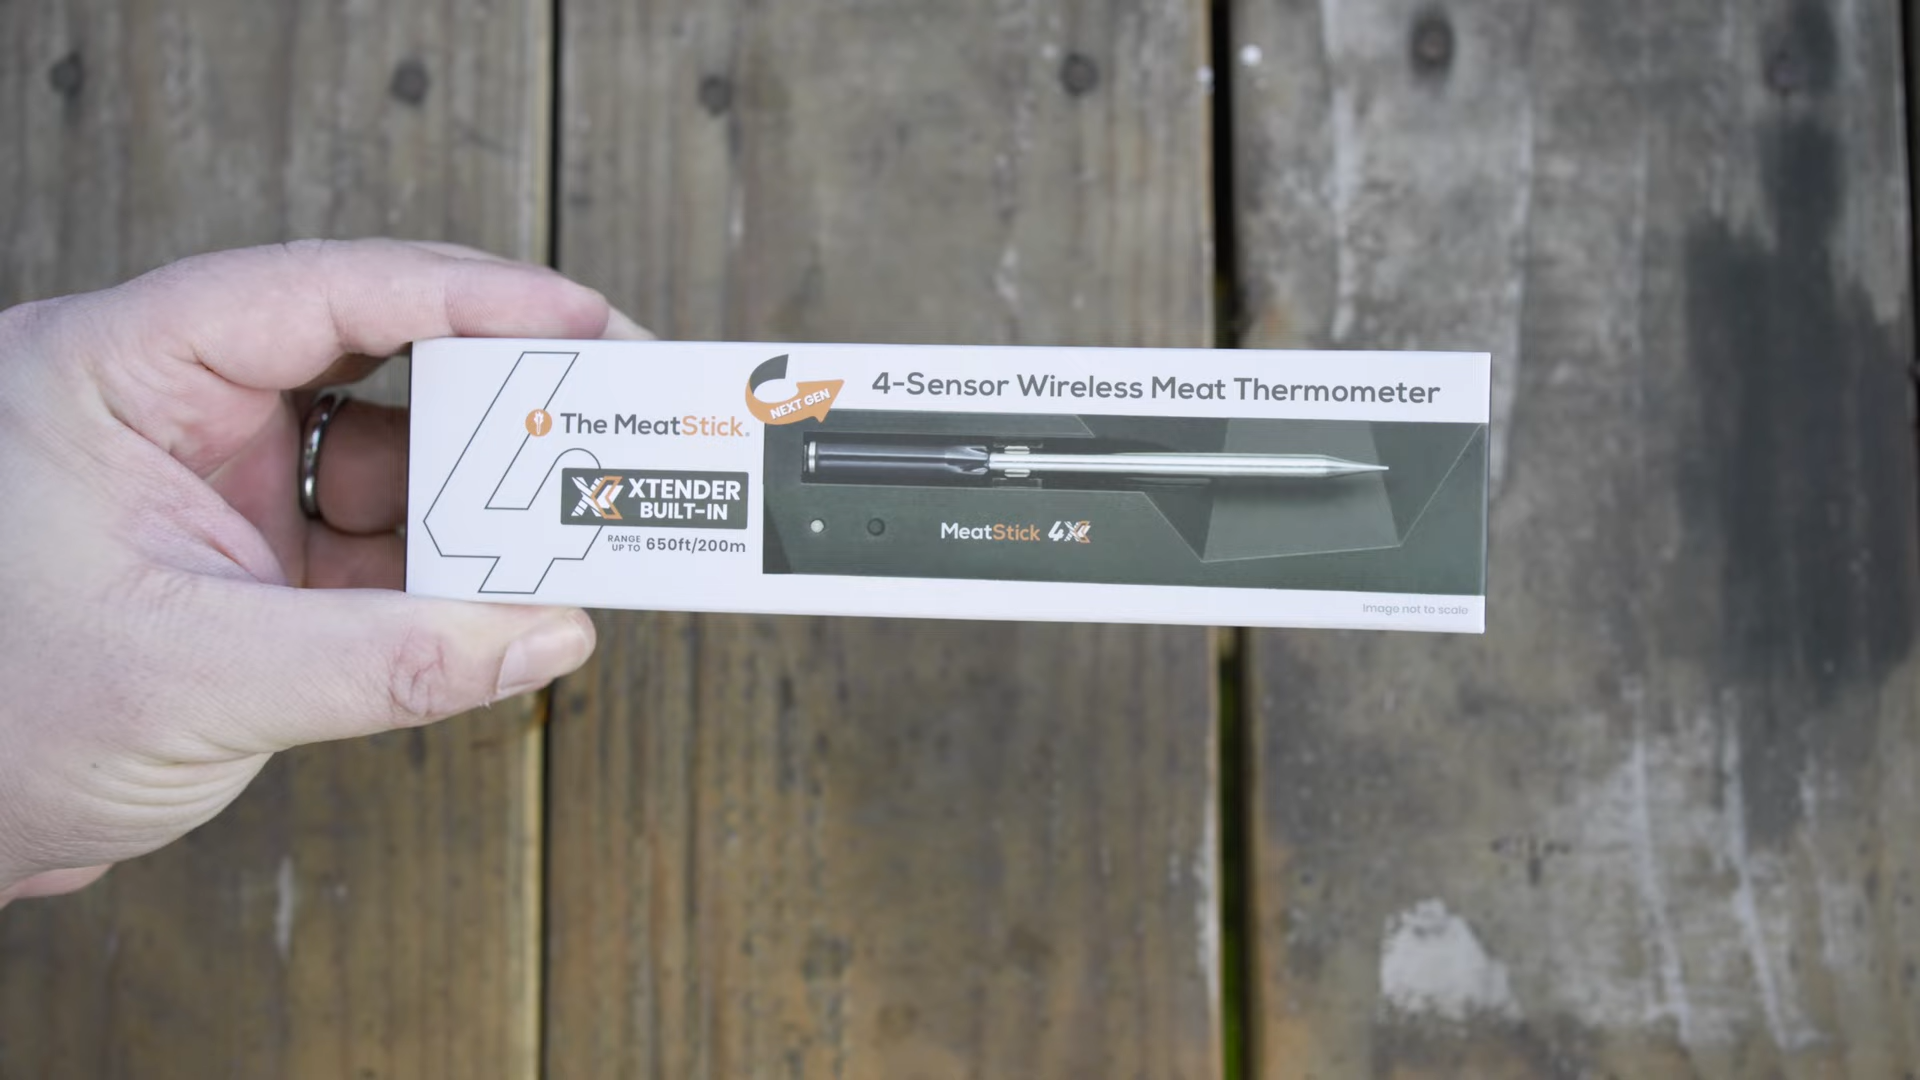 4
The MeatStick®
NEXT GEN
4-Sensor Wireless Meat Thermometer
X XTENDER
BUILT-IN
RANGE
UP TO 650ft/200m
MeatStick 4X
Image not to scale